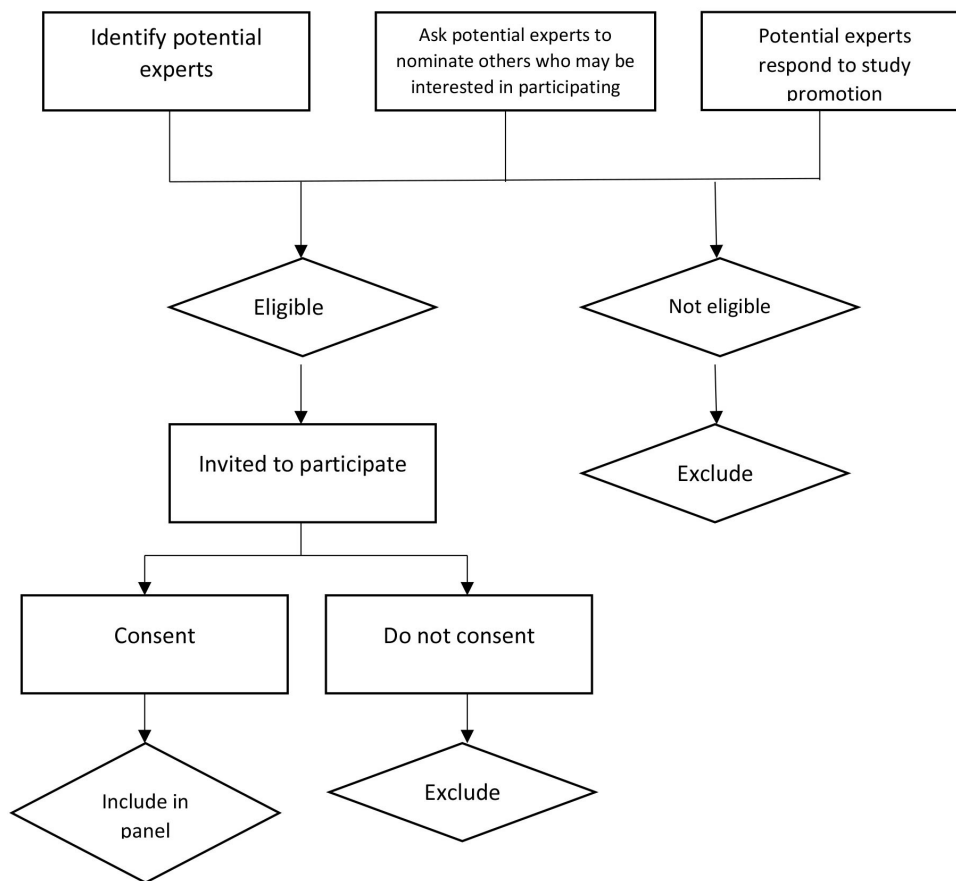 Identify potential
experts
Ask potential experts to
nominate others who may be
interested in participating
Potential experts
respond to study
promotion
Eligible
Not eligible
Invited to participate
Exclude
Consent
Do not consent
Include in
panel
Exclude